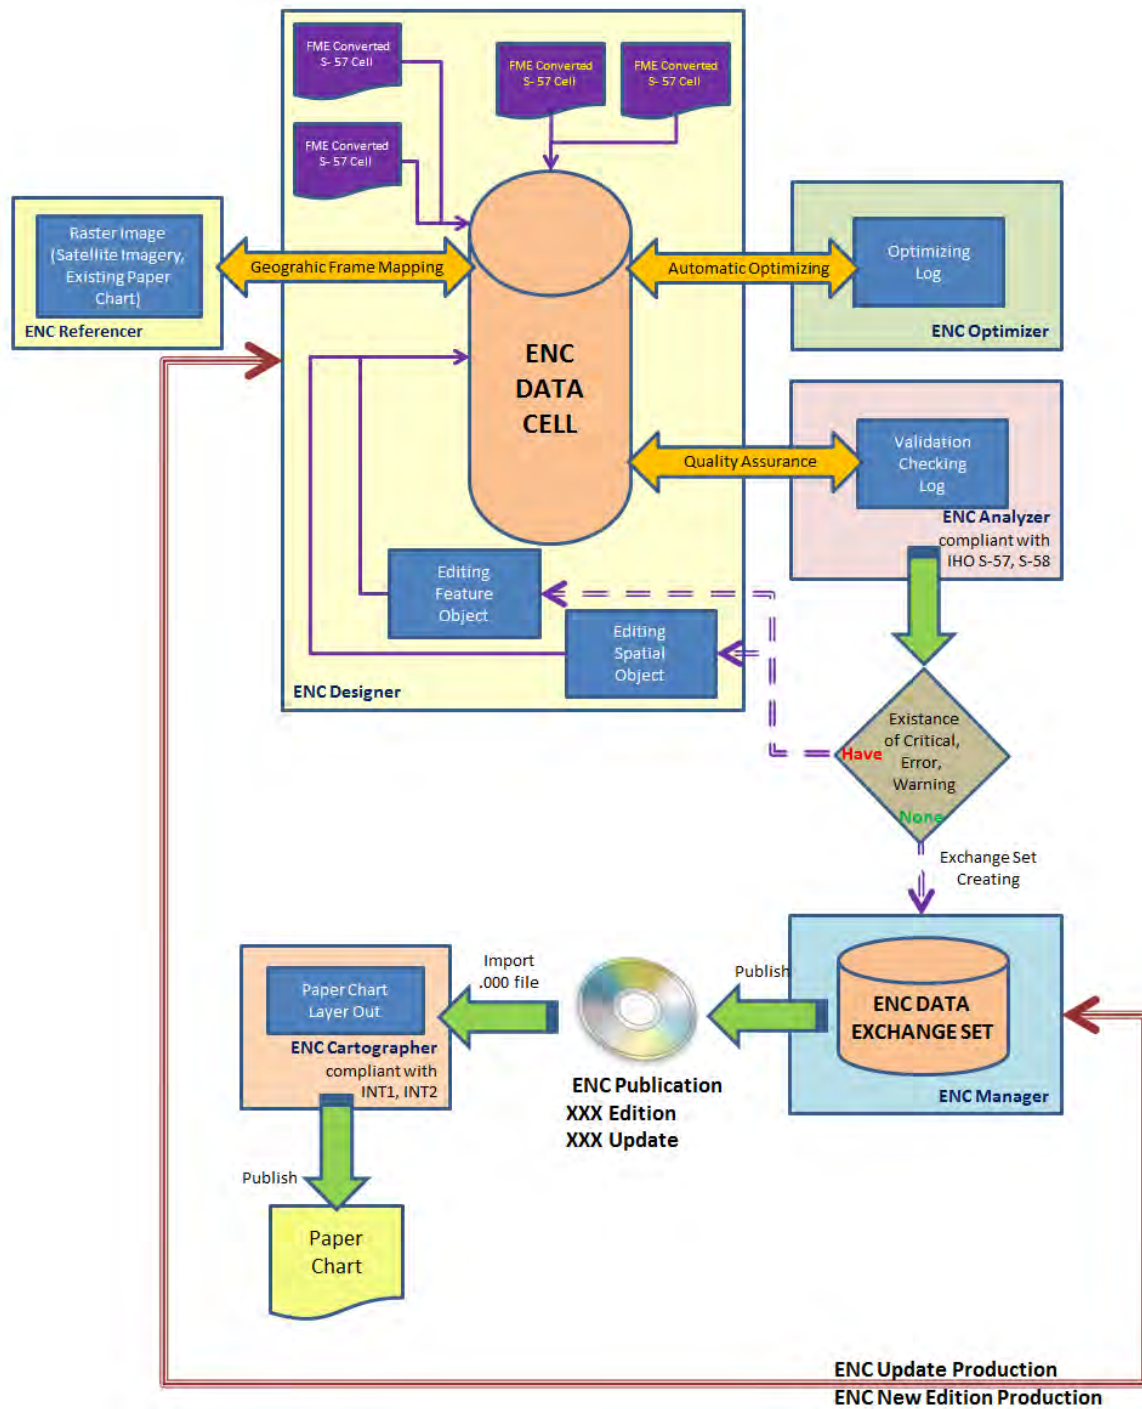 FME Converted
S- 57 Cell
FME Converted
S- 57 Cell
FME Converted
S- 57 Cell
FME Converted
S- 57 Cell
Raster Image
(Satellite Imagery,
Existing Paper
Chart)
ENC Referencer
Geograhic Frame Mapping
Automatic Optimizing
Optimizing
Log
ENC Optimizer
ENC
DATA
CELL
Quality Assurance
Validation
Checking
Log
ENC Analyzer
compliant with
IHO S-57, S-58
Editing
Feature
Object
Editing
Spatial
Object
ENC Designer
Existance
of Critical,
Error,
Warning
Have
None
Exchange Set
Creating
ENC DATA
EXCHANGE SET
ENC Manager
Publish
Import
.000 file
ENC Publication
XXX Edition
XXX Update
Paper Chart
Layer Out
ENC Cartographer
compliant with
INT1, INT2
Publish
Paper
Chart
ENC Update Production
ENC New Edition Production